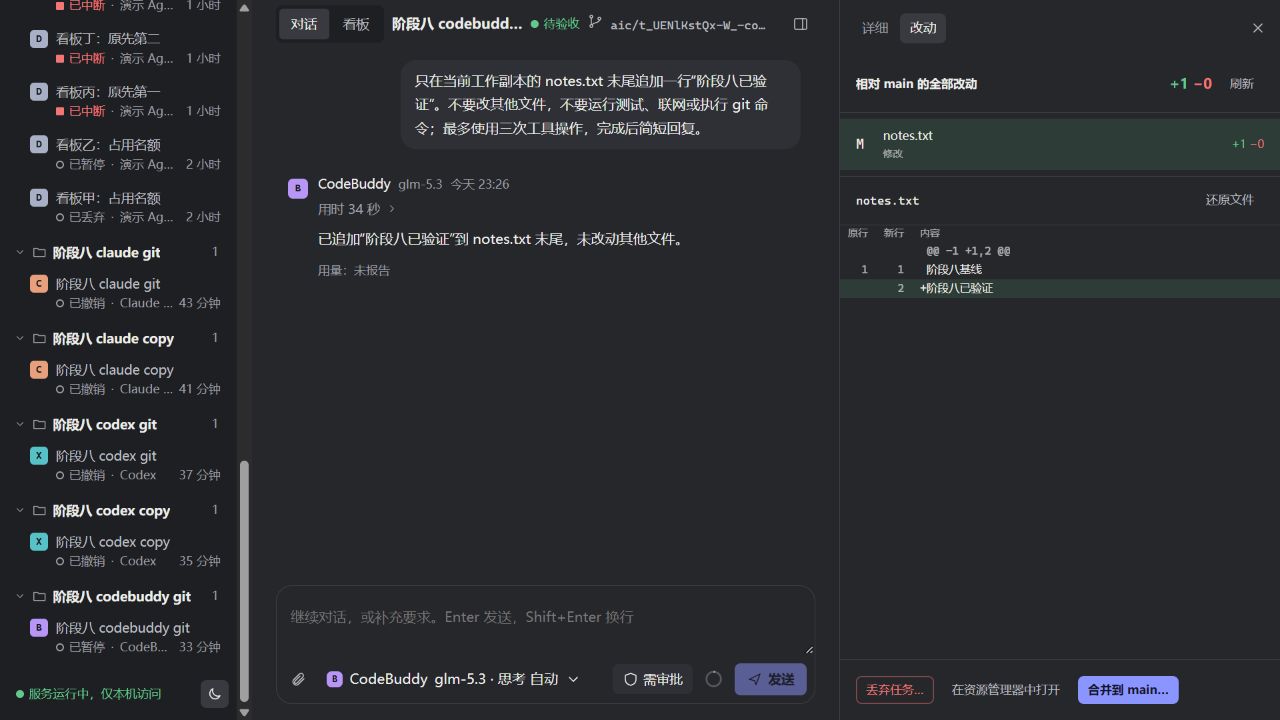 已中断 · 演示 Ag... 1 小时
D 看板丁：原先第二
已中断 · 演示 Ag... 1 小时
D 看板丙：原先第一
已中断 · 演示 Ag... 1 小时
D 看板乙：占用名额
已暂停 · 演示 Ag... 2 小时
D 看板甲：占用名额
已丢弃 · 演示 Ag... 2 小时
阶段八 claude git 1
C 阶段八 claude git
已撤销 · Claude ... 43 分钟
阶段八 claude copy 1
C 阶段八 claude copy
已撤销 · Claude ... 41 分钟
阶段八 codex git 1
X 阶段八 codex git
已撤销 · Codex 37 分钟
阶段八 codex copy 1
X 阶段八 codex copy
已撤销 · Codex 35 分钟
阶段八 codebuddy git 1
B 阶段八 codebuddy git
已暂停 · CodeB... 33 分钟
服务运行中，仅本机访问
对话 看板 阶段八 codebudd... 待验收 aic/t_UENlKstQx-W_-co…
只在当前工作副本的 notes.txt 末尾追加一行“阶段八已验
证”。不要改其他文件，不要运行测试、联网或执行 git 命
令；最多使用三次工具操作，完成后简短回复。
B CodeBuddy glm-5.3 今天 23:26
用时 34 秒
已追加“阶段八已验证”到 notes.txt 末尾，未改动其他文件。
用量：未报告
继续对话，或补充要求。Enter 发送，Shift+Enter 换行
B CodeBuddy glm-5.3 · 思考 自动 需审批 发送
详细 改动
相对 main 的全部改动 +1 −0 刷新
M notes.txt +1 −0
修改
notes.txt 还原文件
原行 新行 内容
@@ -1 +1,2 @@
1 1 阶段八基线
2 +阶段八已验证
丢弃任务... 在资源管理器中打开 合并到 main...